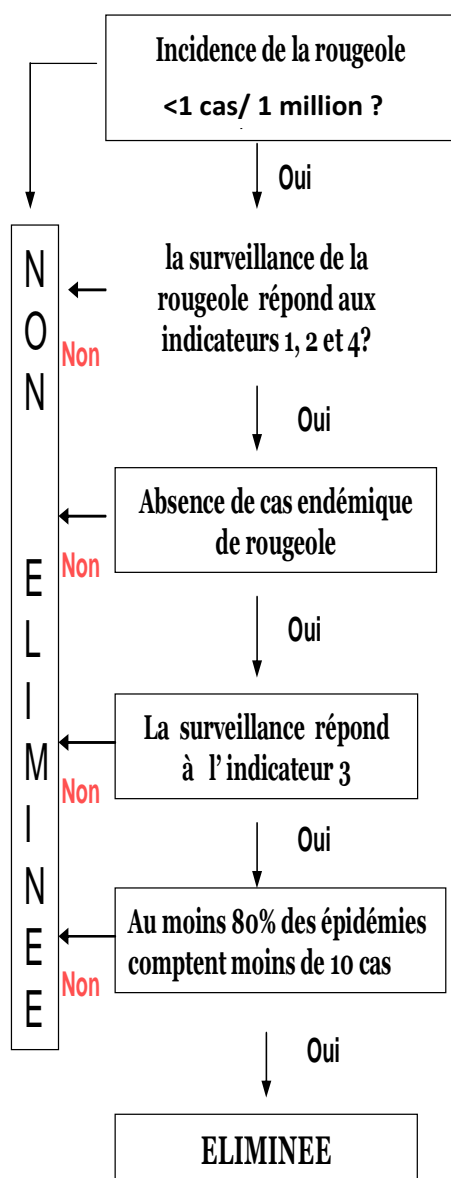 Incidence de la rougeole
<1 cas/ 1 million ?
Oui
la surveillance de la
rougeole répond aux
indicateurs 1, 2 et 4?
Non
Oui
Absence de cas endémique
de rougeole
Non
Oui
La surveillance répond
à l' indicateur 3
Non
Oui
Au moins 80% des épidémies
comptent moins de 10 cas
Non
Oui
ELIMINEE
NON ELIMINEE